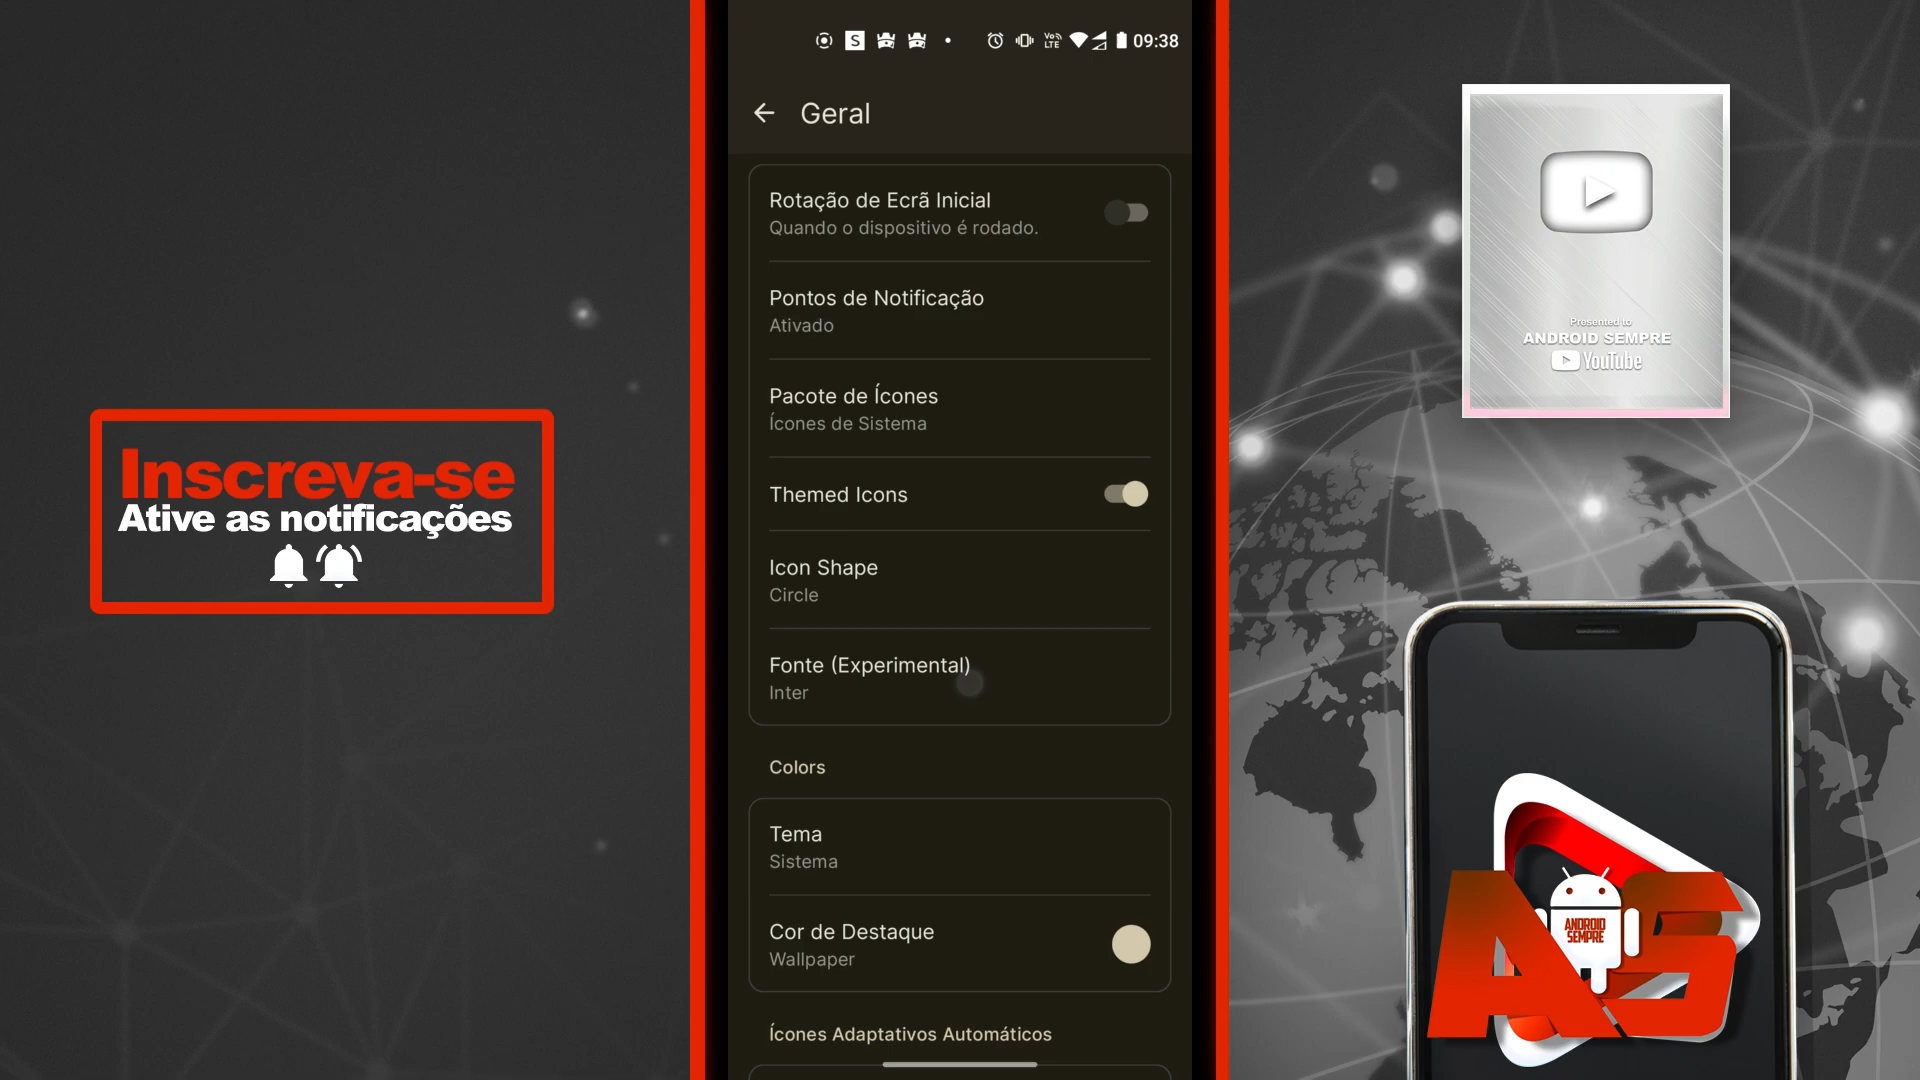 S
Vo))
LTE
09:38
Geral
Rotação de Ecrã Inicial
Quando o dispositivo é rodado.
Pontos de Notificação
Ativado
Pacote de Ícones
Ícones de Sistema
Themed Icons
Icon Shape
Circle
Fonte (Experimental)
Inter
Colors
Tema
Sistema
Cor de Destaque
Wallpaper
Ícones Adaptativos Automáticos
Inscreva-se
Ative as notificações
Presented to
ANDROID SEMPRE
YouTube
AS
ANDROID
SEMPRE